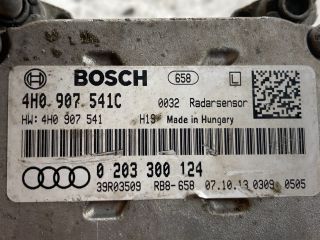 BOSCH 658 L
4H0 907 541C 0032 Radarsensor
HW: 4H0 907 541 H19 Made in Hungary
0 203 300 124
39R03509 RB8-658 07.10.13 0309 0505